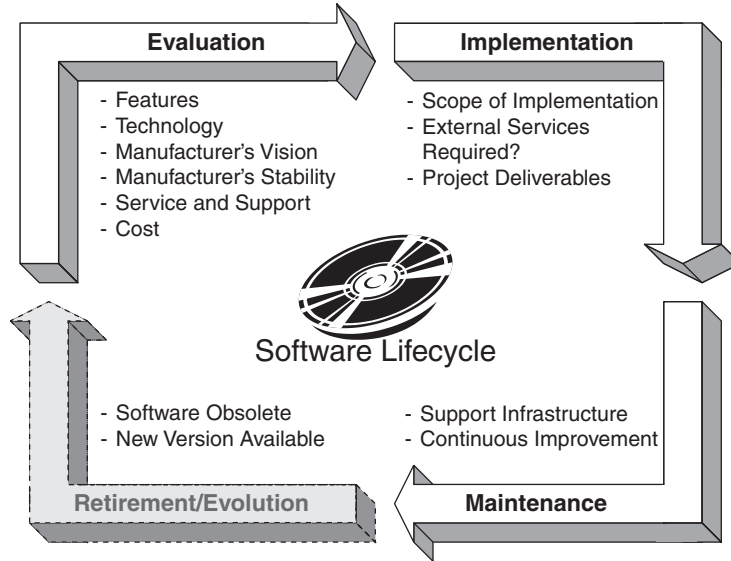 Evaluation
- Features
- Technology
- Manufacturer's Vision
- Manufacturer's Stability
- Service and Support
- Cost
Implementation
- Scope of Implementation
- External Services
Required?
- Project Deliverables
Software Lifecycle
- Software Obsolete
- New Version Available
Retirement/Evolution
- Support Infrastructure
- Continuous Improvement
Maintenance